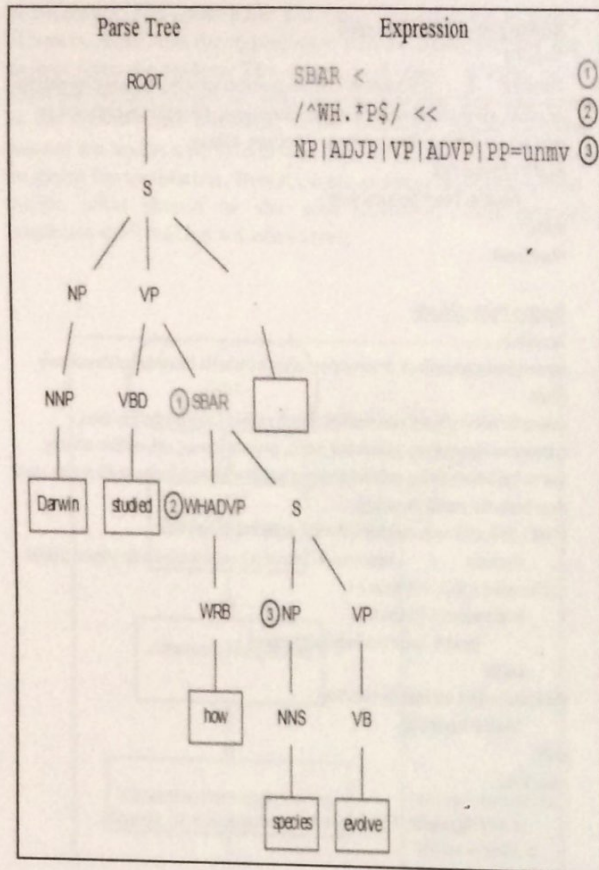 Parse Tree Expression
ROOT SBAR < ①
/^WH.*P$/ << ②
NP|ADJP|VP|ADVP|PP=unmv ③
S
NP VP
NNP VBD ① SBAR
Darwin studied ② WHADVP S
WRB ③ NP VP
how NNS VB
species evolve